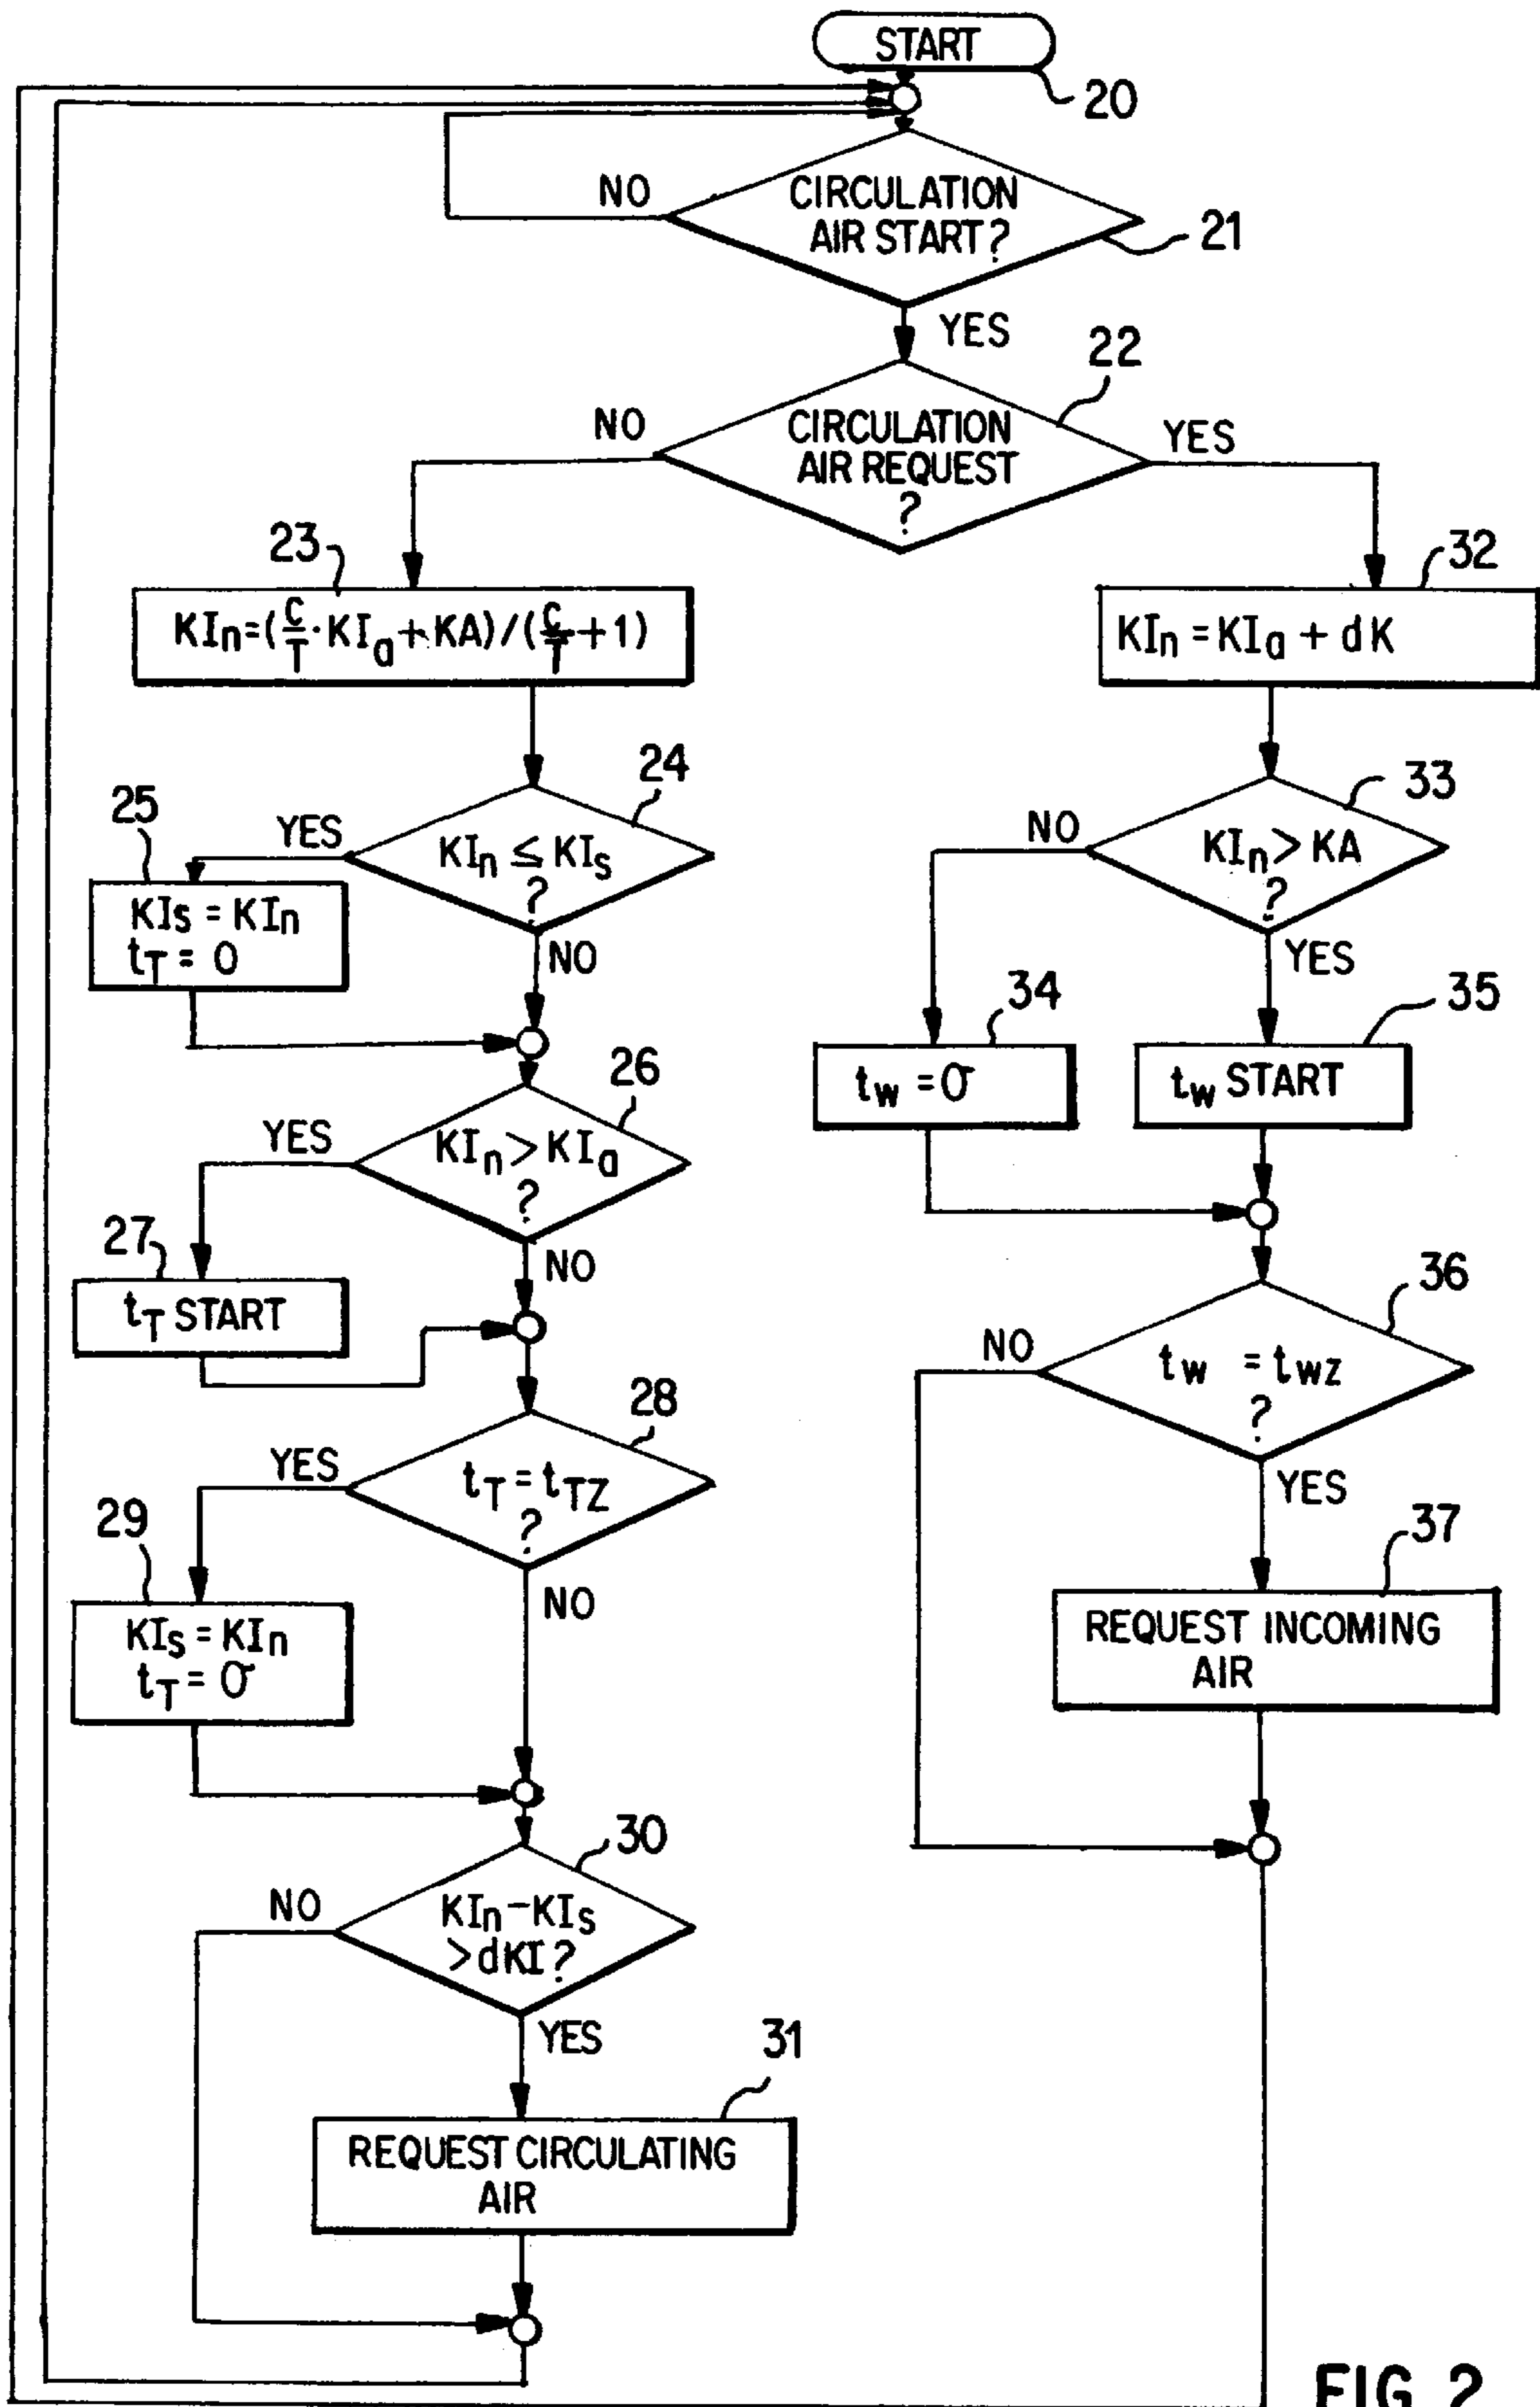 START
20
NO
CIRCULATION
AIR START?
21
YES
22
NO
CIRCULATION
AIR REQUEST
?
YES
23
KIn=(C/T·KIa+KA)/(C/T+1)
32
KIn=KIa+dK
24
25
YES
KIn ≤ KIs
?
KIs = KIn
tT = 0
NO
33
NO
KIn > KA
?
YES
34
tw = 0
35
tw START
26
YES
KIn > KIa
?
27
NO
tT START
36
NO
tw = twz
?
YES
28
YES
tT = tTZ
?
29
NO
KIs = KIn
tT = 0
37
REQUEST INCOMING
AIR
30
NO
KIn-KIs
>dKI?
YES
31
REQUEST CIRCULATING
AIR
FIG. 2